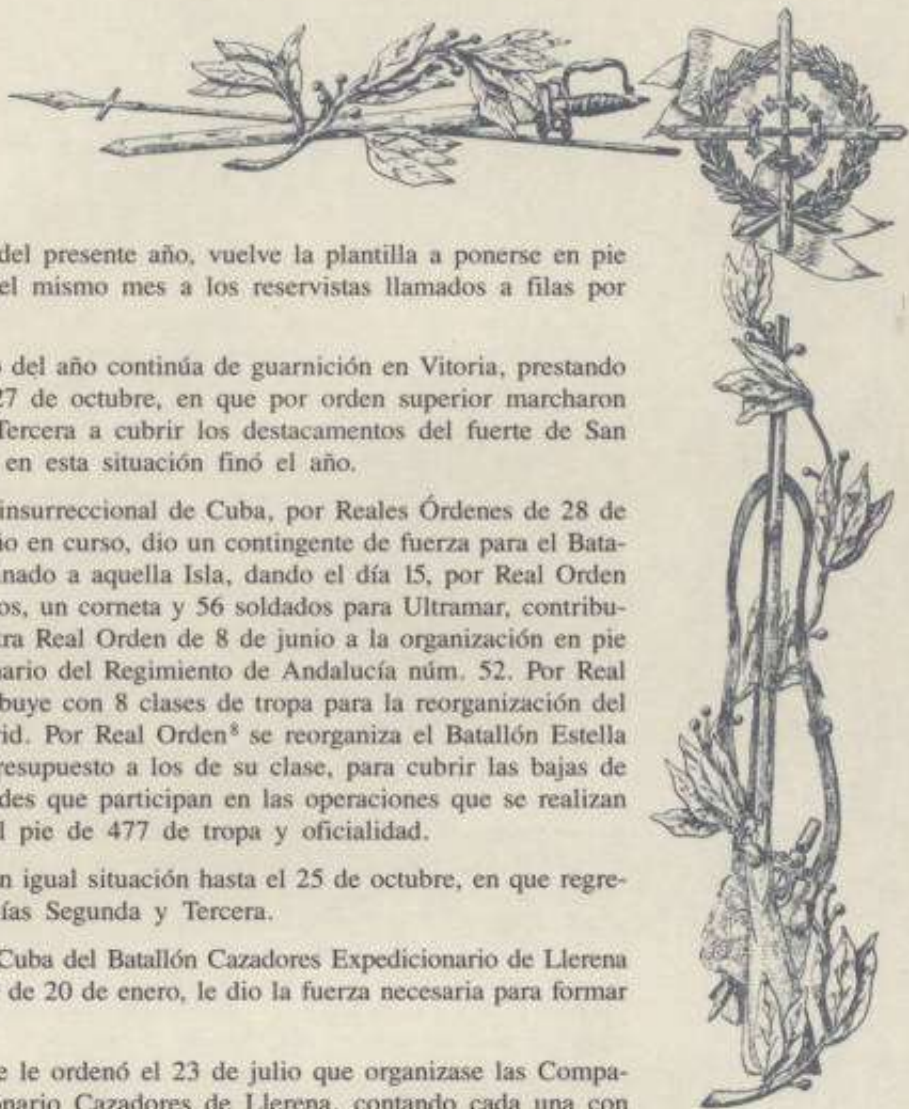 del presente año, vuelve la plantilla a ponerse en pie
el mismo mes a los reservistas llamados a filas por
del año continúa de guarnición en Vitoria, prestando
27 de octubre, en que por orden superior marcharon
Tercera a cubrir los destacamentos del fuerte de San
en esta situación finó el año.
insurreccional de Cuba, por Reales Órdenes de 28 de
en curso, dio un contingente de fuerza para el Bata-
nado a aquella Isla, dando el día 15, por Real Orden
os, un corneta y 56 soldados para Ultramar, contribu-
tra Real Orden de 8 de junio a la organización en pie
nario del Regimiento de Andalucía núm. 52. Por Real
buye con 8 clases de tropa para la reorganización del
rid. Por Real Orden⁸ se reorganiza el Batallón Estella
resupuesto a los de su clase, para cubrir las bajas de
des que participan en las operaciones que se realizan
l pie de 477 de tropa y oficialidad.
n igual situación hasta el 25 de octubre, en que regre-
ías Segunda y Tercera.
Cuba del Batallón Cazadores Expedicionario de Llerena
de 20 de enero, le dio la fuerza necesaria para formar
e le ordenó el 23 de julio que organizase las Compa-
onario Cazadores de Llerena, contando cada una con